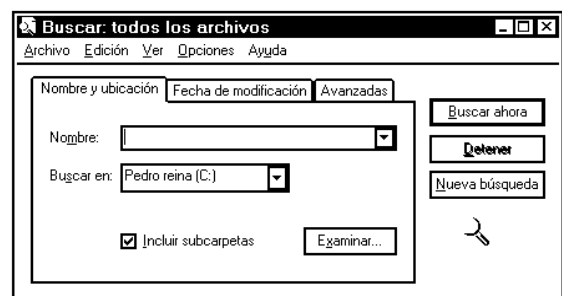 Buscar: todos los archivos
Archivo Edición Ver Opciones Ayuda
Nombre y ubicación Fecha de modificación Avanzadas
Buscar ahora
Nombre:
Detener
Buscar en: Pedro reina (C:)
Nueva búsqueda
Incluir subcarpetas Examinar...